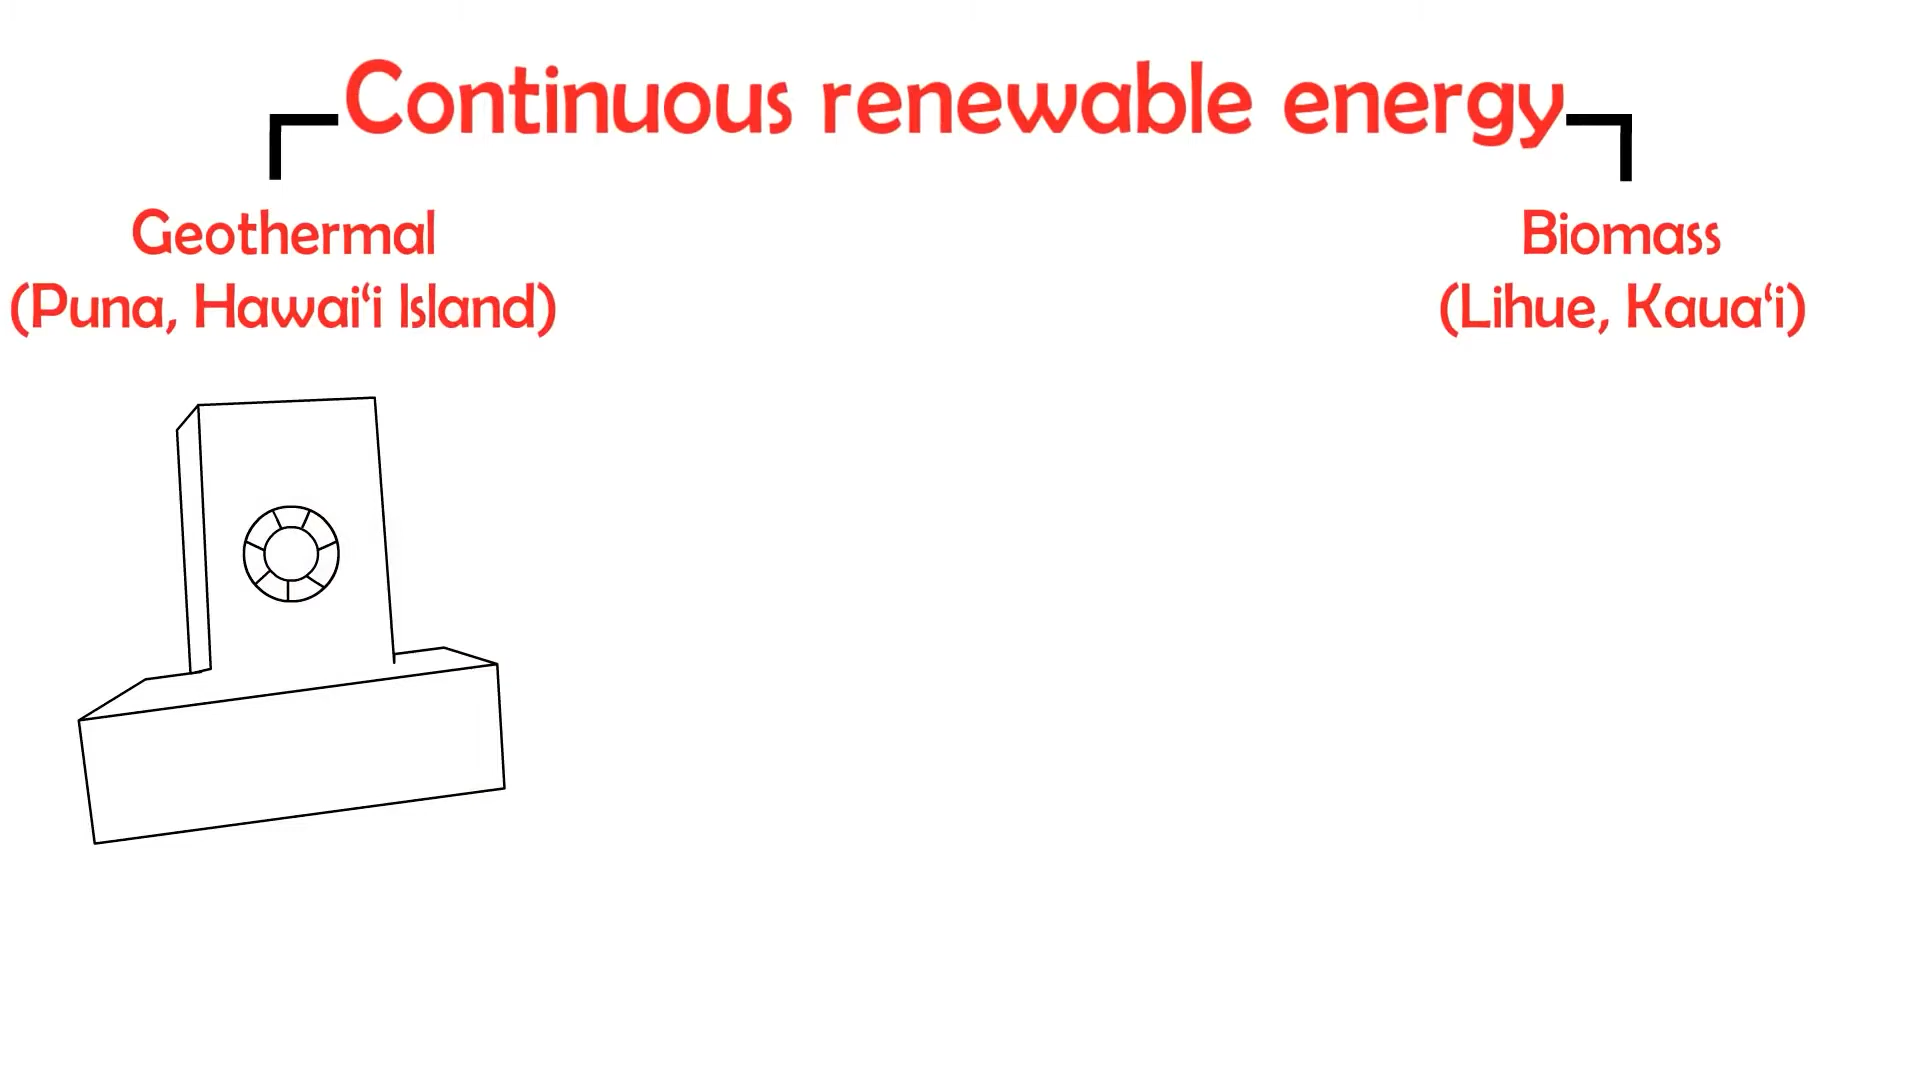 Continuous renewable energy
Geothermal
(Puna, Hawai‘i Island)
Biomass
(Lihue, Kaua‘i)